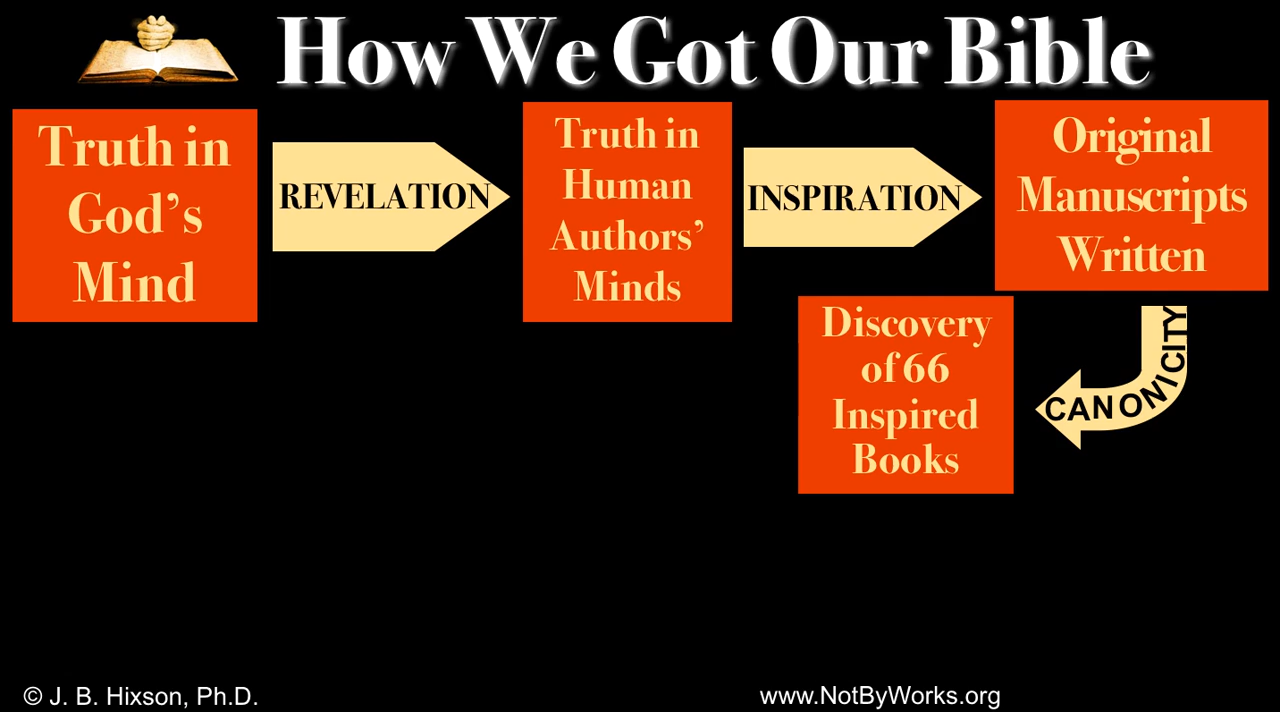 How We Got Our Bible
Truth in
God's
Mind
REVELATION
Truth in
Human
Authors'
Minds
INSPIRATION
Original
Manuscripts
Written
CANONICITY
Discovery
of 66
Inspired
Books
© J. B. Hixson, Ph.D.
www.NotByWorks.org